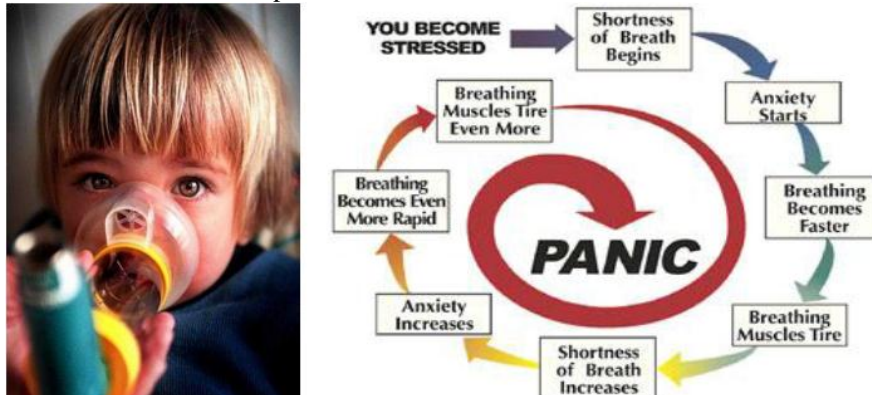 YOU BECOME
STRESSED
Shortness
of Breath
Begins
Anxiety
Starts
Breathing
Becomes
Faster
Breathing
Muscles Tire
Shortness
of Breath
Increases
Anxiety
Increases
Breathing
Becomes Even
More Rapid
Breathing
Muscles Tire
Even More
PANIC